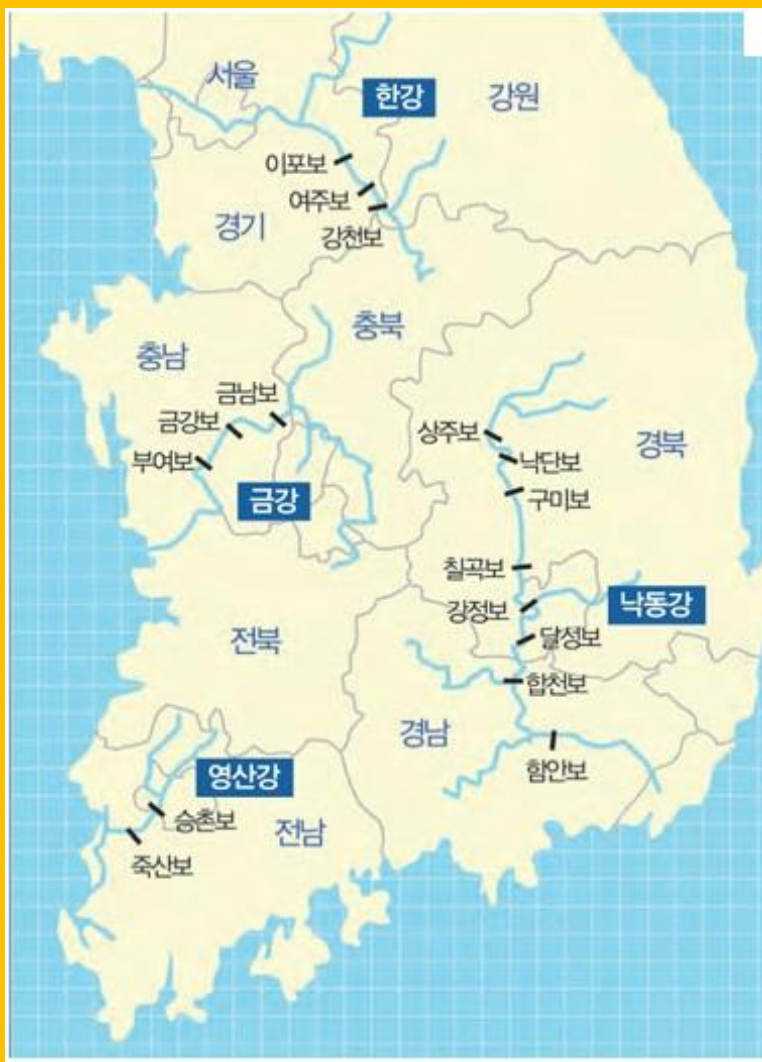 서울
한강
강원
이포보
여주보
경기
강천보
충북
충남
금남보
금강보
부여보
금강
상주보
낙단보
경북
구미보
칠곡보
강정보
낙동강
달성보
전북
합천보
경남
함안보
영산강
승촌보
전남
죽산보